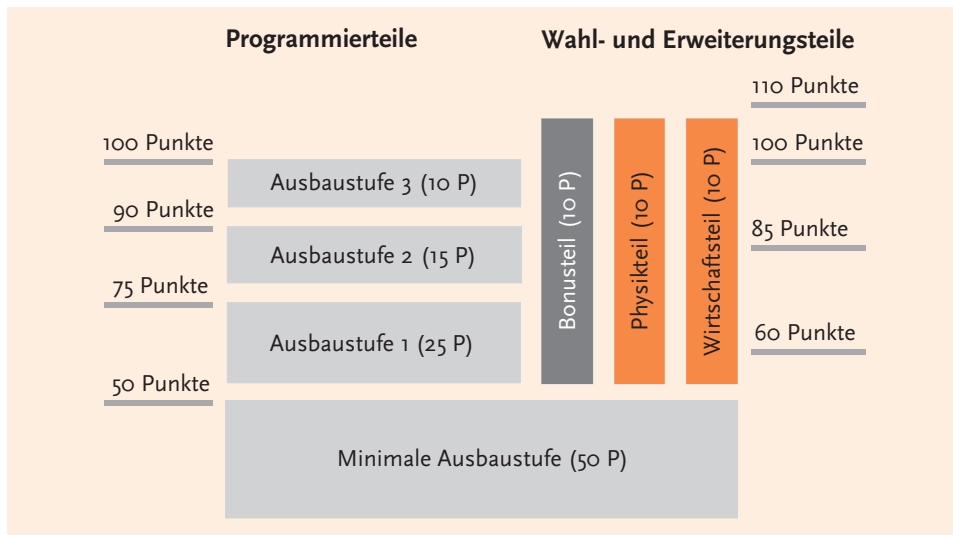 Programmierteile
Wahl- und Erweiterungsteile
110 Punkte
100 Punkte
100 Punkte
Ausbaustufe 3 (10 P)
90 Punkte
85 Punkte
Ausbaustufe 2 (15 P)
75 Punkte
60 Punkte
Ausbaustufe 1 (25 P)
50 Punkte
Bonusteil (10 P)
Physikteil (10 P)
Wirtschaftsteil (10 P)
Minimale Ausbaustufe (50 P)